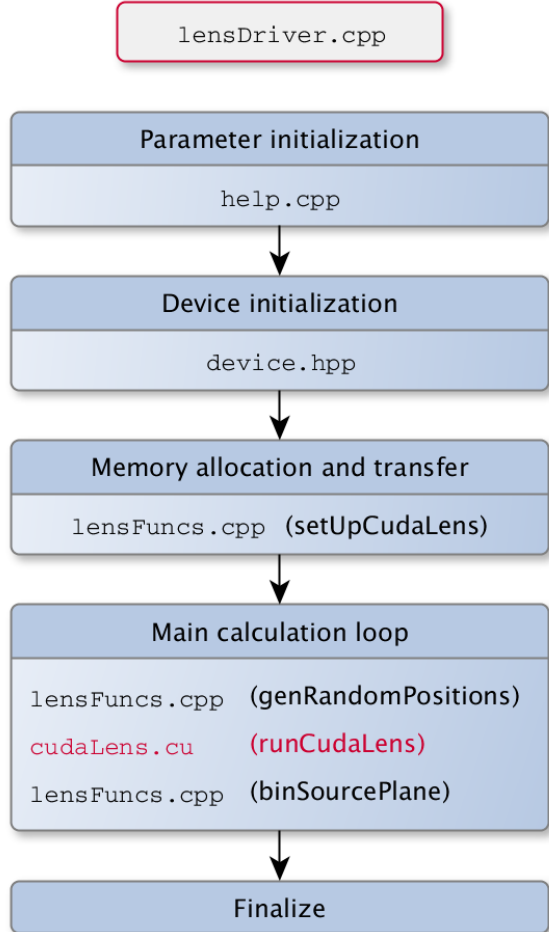 lensDriver.cpp
Parameter initialization
help.cpp
Device initialization
device.hpp
Memory allocation and transfer
lensFuncs.cpp (setUpCudaLens)
Main calculation loop
lensFuncs.cpp (genRandomPositions)
cudaLens.cu (runCudaLens)
lensFuncs.cpp (binSourcePlane)
Finalize